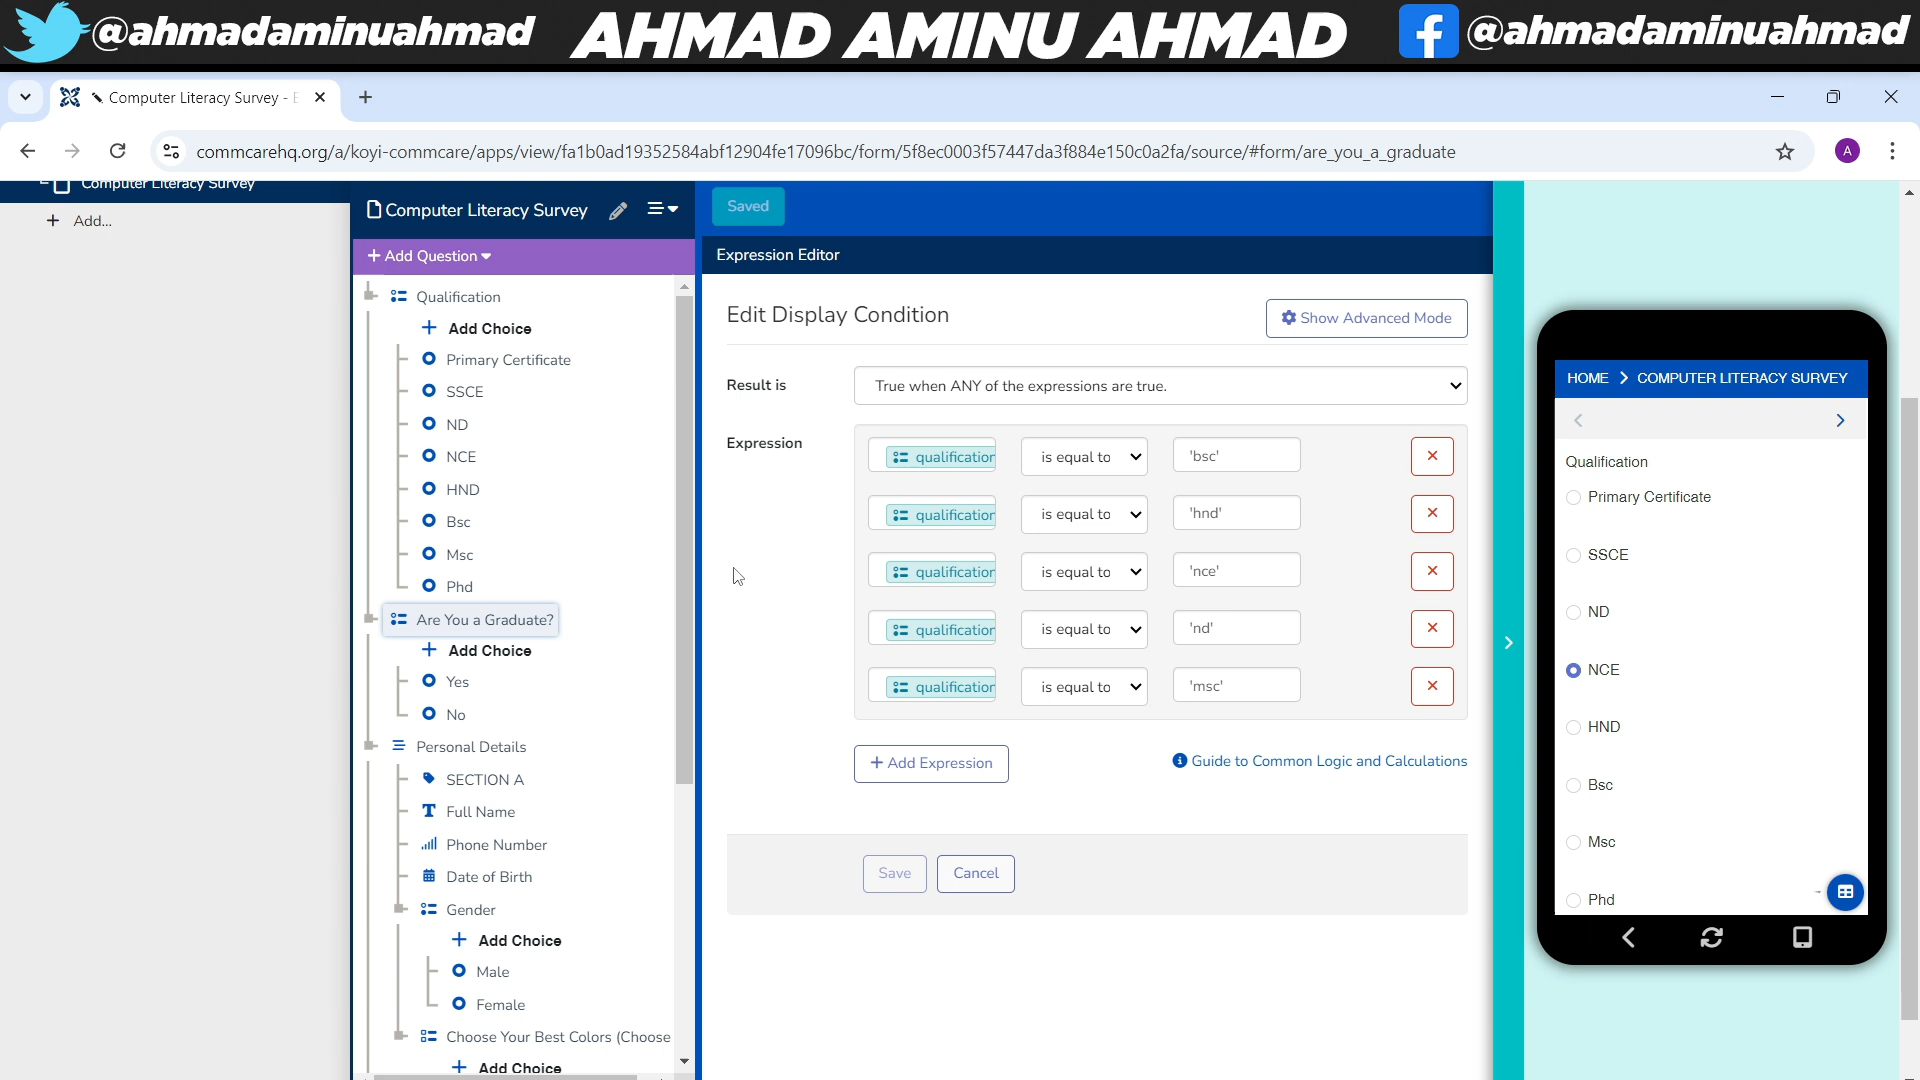 @ahmadaminuahmad AHMAD AMINU AHMAD @ahmadaminuahmad
Computer Literacy Survey - E
commcarehq.org/a/koyi-commcare/apps/view/fa1b0ad19352584abf12904fe17096bc/form/5f8ec0003f57447da3f884e150c0a2fa/source/#form/are_you_a_graduate
A
Computer Literacy Survey
Add...
Computer Literacy Survey
Add Question
Qualification
Add Choice
Primary Certificate
SSCE
ND
NCE
HND
Bsc
Msc
Phd
Are You a Graduate?
Add Choice
Yes
No
Personal Details
SECTION A
Full Name
Phone Number
Date of Birth
Gender
Add Choice
Male
Female
Choose Your Best Colors (Choose
Add Choice
Saved
Expression Editor
Edit Display Condition
Show Advanced Mode
Result is
True when ANY of the expressions are true.
Expression
qualification is equal to 'bsc'
qualification is equal to 'hnd'
qualification is equal to 'nce'
qualification is equal to 'nd'
qualification is equal to 'msc'
Add Expression
Guide to Common Logic and Calculations
Save
Cancel
HOME COMPUTER LITERACY SURVEY
Qualification
Primary Certificate
SSCE
ND
NCE
HND
Bsc
Msc
Phd